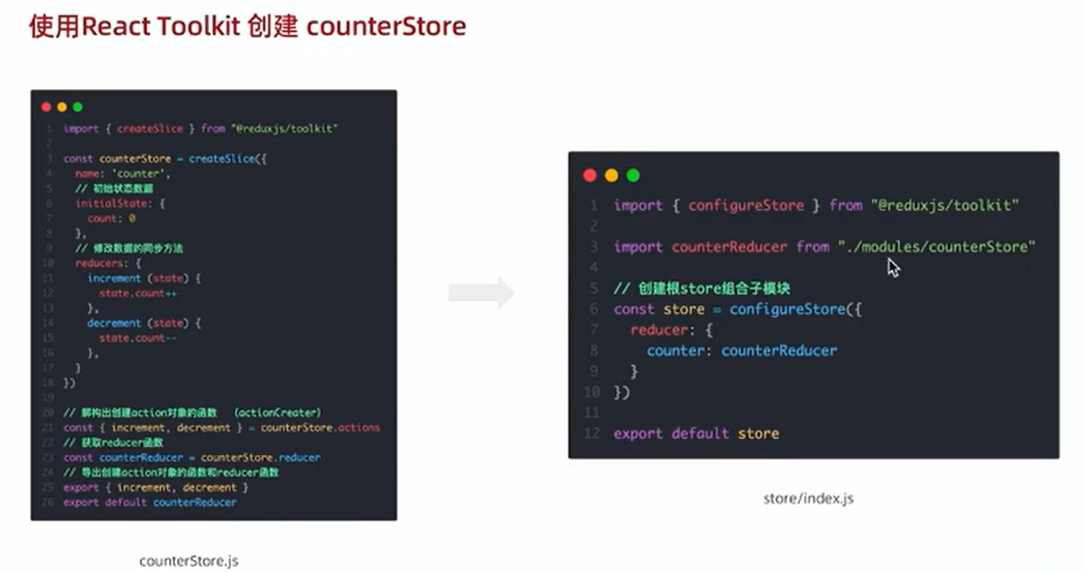 使用React Toolkit 创建 counterStore
1 import { createSlice } from "@reduxjs/toolkit"
2
3 const counterStore = createSlice({
4   name: 'counter',
5   // 初始状态数据
6   initialState: {
7     count: 0
8   },
9   // 修改数据的同步方法
10   reducers: {
11     increment (state) {
12       state.count++
13     },
14     decrement (state) {
15       state.count--
16     },
17   }
18 })
19
20 // 解构出创建action对象的函数 （actionCreater）
21 const { increment, decrement } = counterStore.actions
22 // 获取reducer函数
23 const counterReducer = counterStore.reducer
24 // 导出创建action对象的函数和reducer函数
25 export { increment, decrement }
26 export default counterReducer
counterStore.js
1 import { configureStore } from "@reduxjs/toolkit"
2
3 import counterReducer from "./modules/counterStore"
4
5 // 创建根store组合子模块
6 const store = configureStore({
7   reducer: {
8     counter: counterReducer
9   }
10 })
11
12 export default store
store/index.js